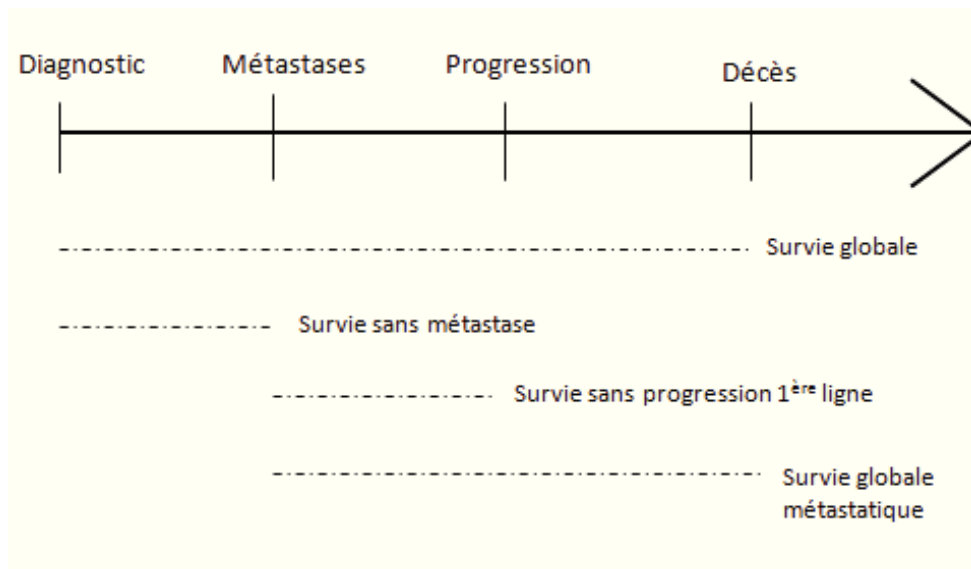 Diagnostic
Métastases
Progression
Décès
Survie globale
Survie sans métastase
Survie sans progression 1ère ligne
Survie globale
métastatique